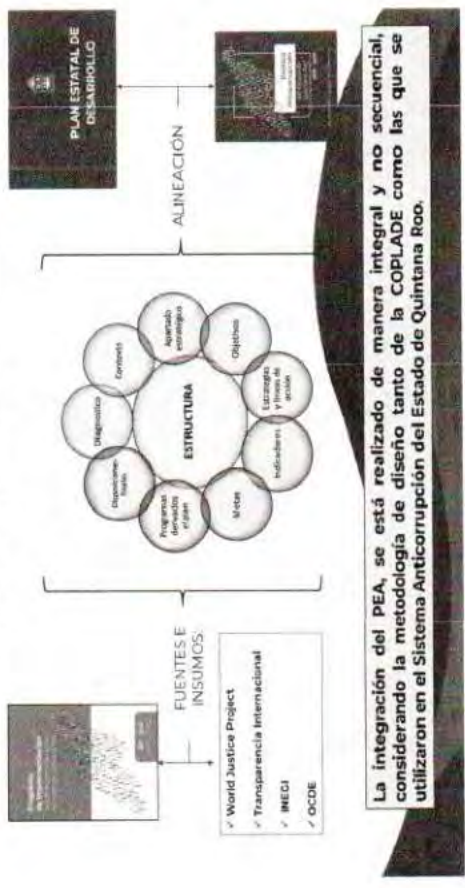 FUENTES E
INSUMOS:
✓ World Justice Project
✓ Transparencia Internacional
✓ INEGI
✓ OCDE
ESTRUCTURA
Diagnóstico
Contexto
Apartado
estratégico
Objetivos
Estrategias
y líneas de
acción
Indicadores
Metas
Programas
derivados
el plan
finales
ALINEACIÓN
PLAN ESTATAL DE
DESARROLLO
La integración del PEA, se está realizado de manera integral y no secuencial,
considerando la metodología de diseño tanto de la COPLADE como las que se
utilizaron en el Sistema Anticorrupción del Estado de Quintana Roo.